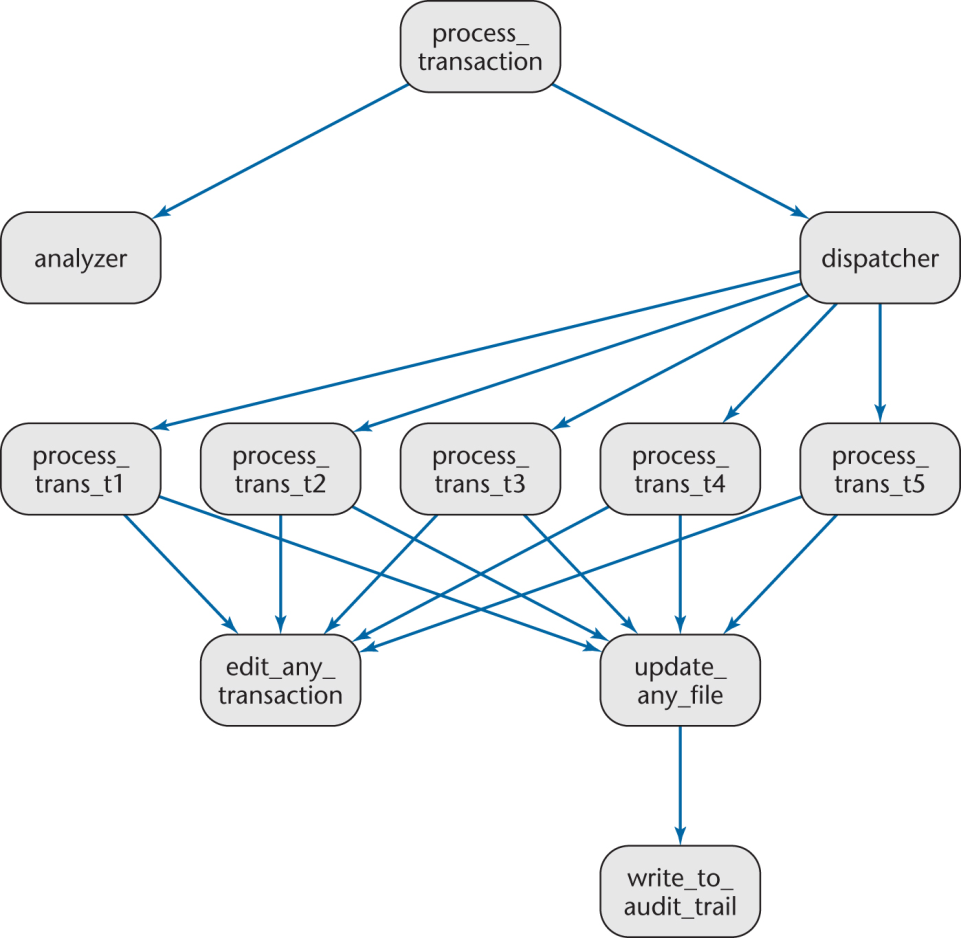 process_
transaction
analyzer
dispatcher
process_
trans_t1
process_
trans_t2
process_
trans_t3
process_
trans_t4
process_
trans_t5
edit_any_
transaction
update_
any_file
write_to_
audit_trail